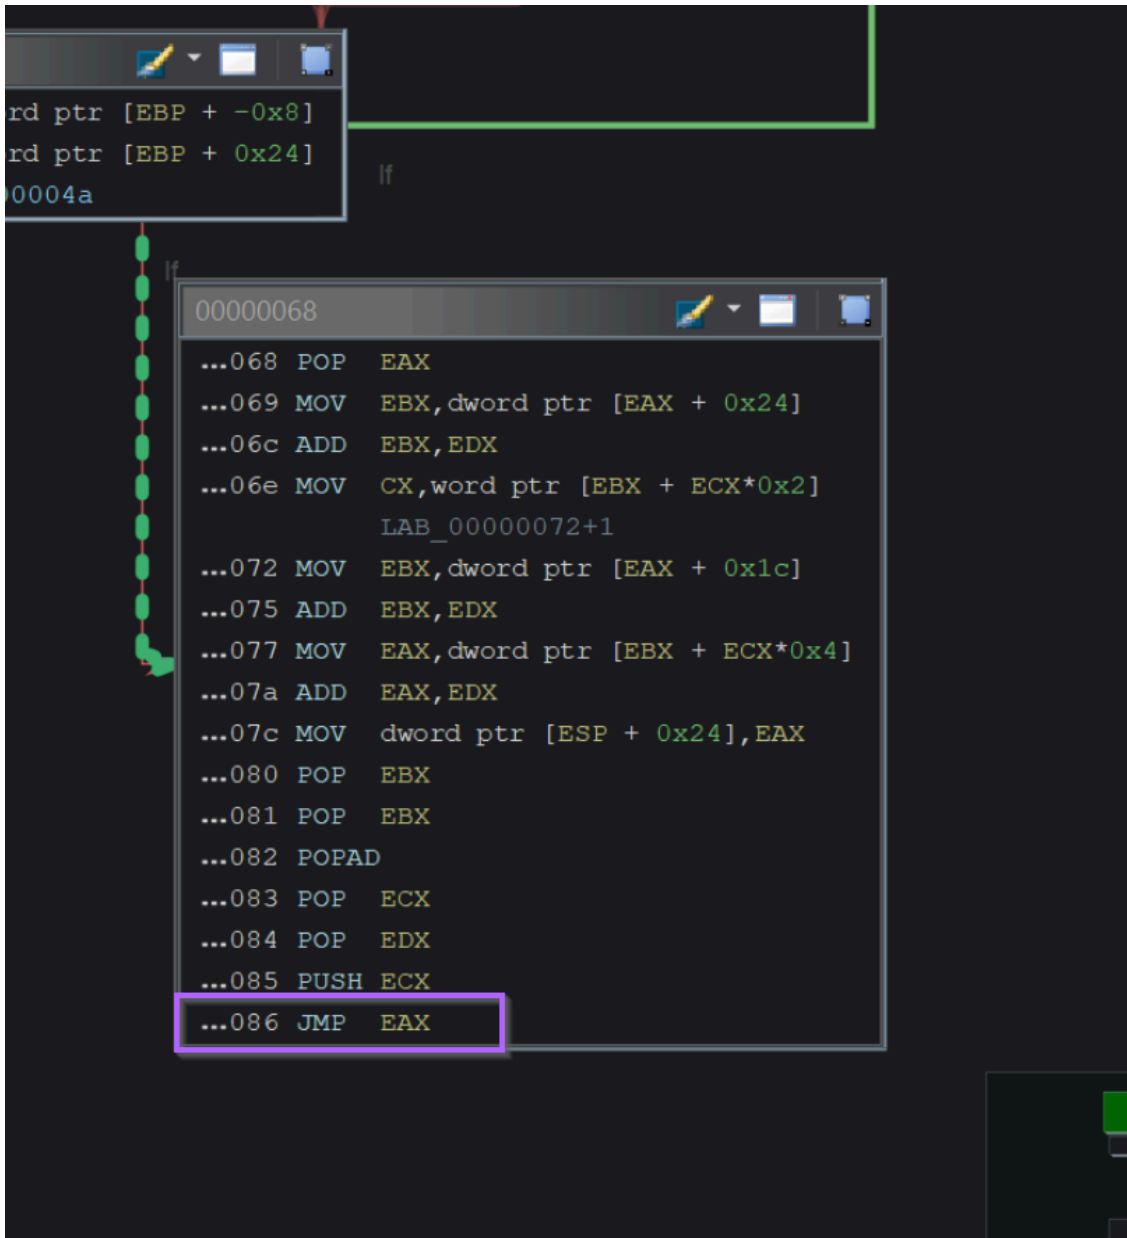 rd ptr [EBP + -0x8]
rd ptr [EBP + 0x24]
00004a
If
If
00000068
...068 POP EAX
...069 MOV EBX,dword ptr [EAX + 0x24]
...06c ADD EBX,EDX
...06e MOV CX,word ptr [EBX + ECX*0x2]
LAB_00000072+1
...072 MOV EBX,dword ptr [EAX + 0x1c]
...075 ADD EBX,EDX
...077 MOV EAX,dword ptr [EBX + ECX*0x4]
...07a ADD EAX,EDX
...07c MOV dword ptr [ESP + 0x24],EAX
...080 POP EBX
...081 POP EBX
...082 POPAD
...083 POP ECX
...084 POP EDX
...085 PUSH ECX
...086 JMP EAX